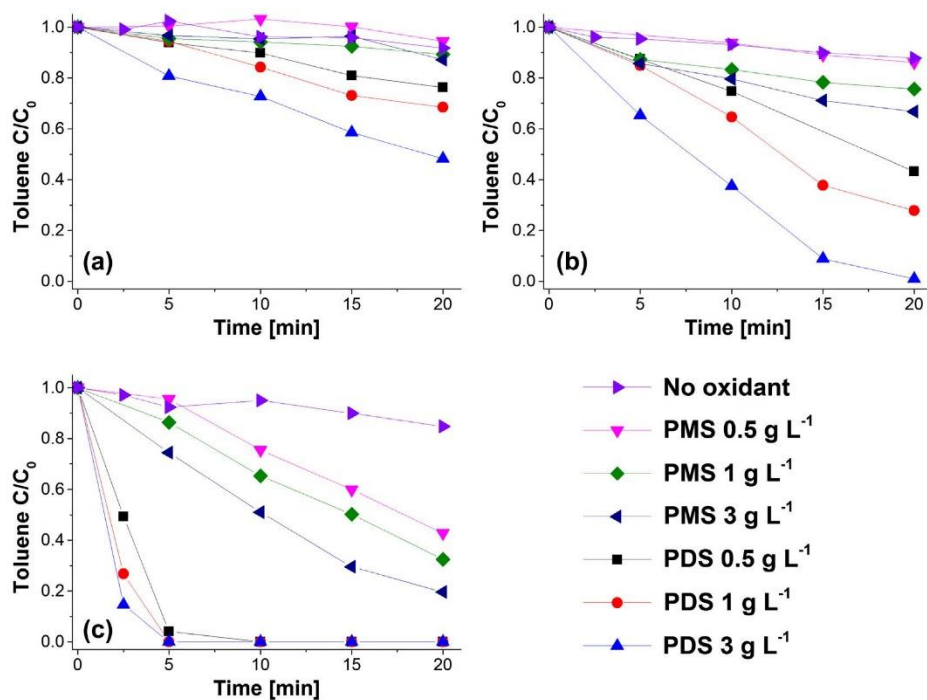 1.0
0.8
0.6
0.4
0.2
0.0
Toluene C/C₀
(a)
0 5 10 15 20
Time [min]
1.0
0.8
0.6
0.4
0.2
0.0
Toluene C/C₀
(b)
0 5 10 15 20
Time [min]
1.0
0.8
0.6
0.4
0.2
0.0
Toluene C/C₀
(c)
0 5 10 15 20
Time [min]
No oxidant
PMS 0.5 g L⁻¹
PMS 1 g L⁻¹
PMS 3 g L⁻¹
PDS 0.5 g L⁻¹
PDS 1 g L⁻¹
PDS 3 g L⁻¹